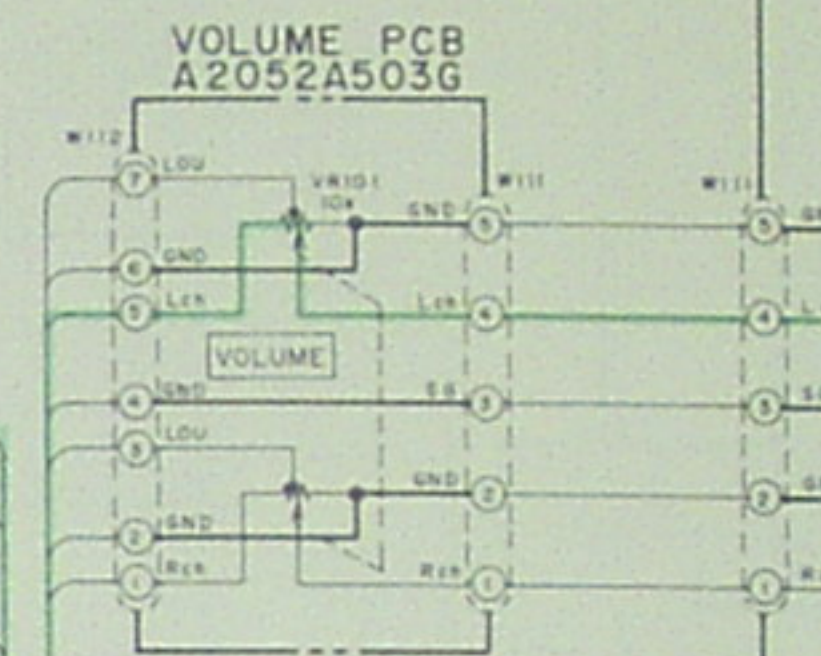 VOLUME PCB
A2052A503G
W112
7 LOU
VR101
10k
W111
W111
GND 5
5
6 GND
5 Lch
Lch 4
4
VOLUME
4 GND
SG 3
3
3 LOU
GND 2
2
2 GND
1 Rch
Rch 1
1